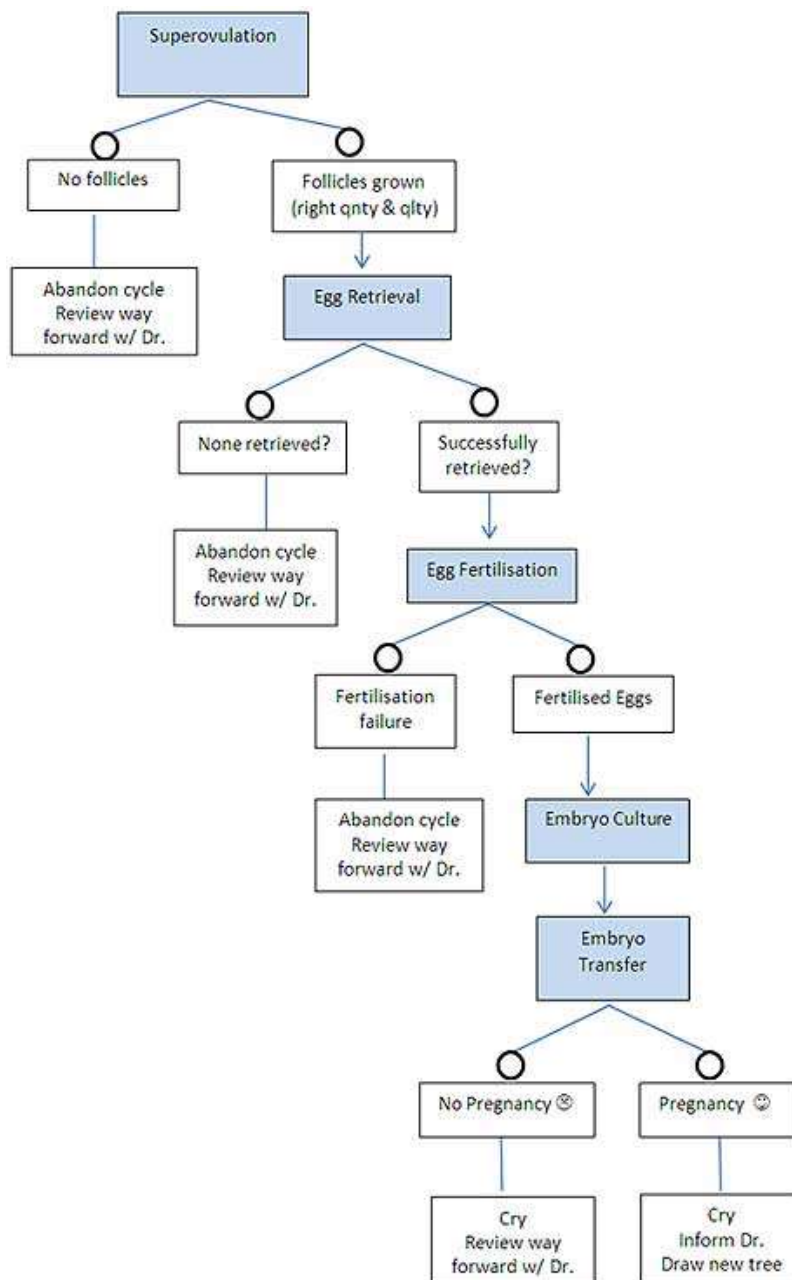 Superovulation
No follicles
Follicles grown
(right qnty & qlty)
Abandon cycle
Review way
forward w/ Dr.
Egg Retrieval
None retrieved?
Successfully
retrieved?
Abandon cycle
Review way
forward w/ Dr.
Egg Fertilisation
Fertilisation
failure
Fertilised Eggs
Abandon cycle
Review way
forward w/ Dr.
Embryo Culture
Embryo
Transfer
No Pregnancy ☹
Pregnancy ☺
Cry
Review way
forward w/ Dr.
Cry
Inform Dr.
Draw new tree